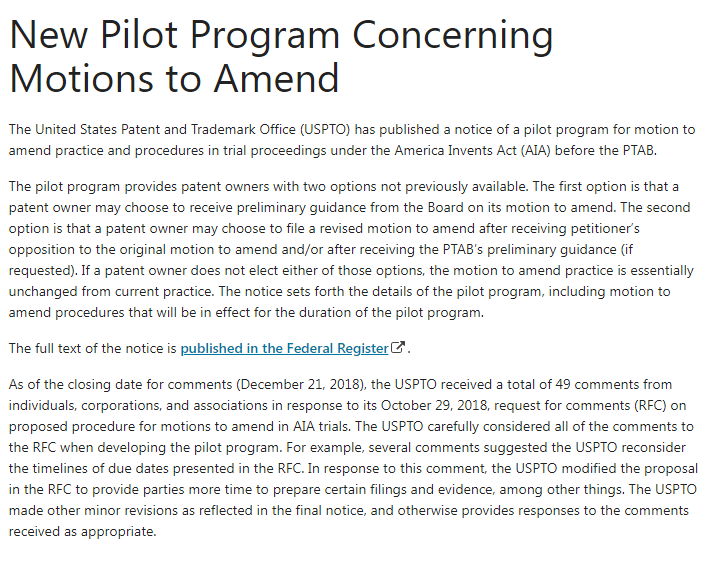 New Pilot Program Concerning
Motions to Amend
The United States Patent and Trademark Office (USPTO) has published a notice of a pilot program for motion to
amend practice and procedures in trial proceedings under the America Invents Act (AIA) before the PTAB.
The pilot program provides patent owners with two options not previously available. The first option is that a
patent owner may choose to receive preliminary guidance from the Board on its motion to amend. The second
option is that a patent owner may choose to file a revised motion to amend after receiving petitioner's
opposition to the original motion to amend and/or after receiving the PTAB's preliminary guidance (if
requested). If a patent owner does not elect either of those options, the motion to amend practice is essentially
unchanged from current practice. The notice sets forth the details of the pilot program, including motion to
amend procedures that will be in effect for the duration of the pilot program.
The full text of the notice is published in the Federal Register.
As of the closing date for comments (December 21, 2018), the USPTO received a total of 49 comments from
individuals, corporations, and associations in response to its October 29, 2018, request for comments (RFC) on
proposed procedure for motions to amend in AIA trials. The USPTO carefully considered all of the comments to
the RFC when developing the pilot program. For example, several comments suggested the USPTO reconsider
the timelines of due dates presented in the RFC. In response to this comment, the USPTO modified the proposal
in the RFC to provide parties more time to prepare certain filings and evidence, among other things. The USPTO
made other minor revisions as reflected in the final notice, and otherwise provides responses to the comments
received as appropriate.